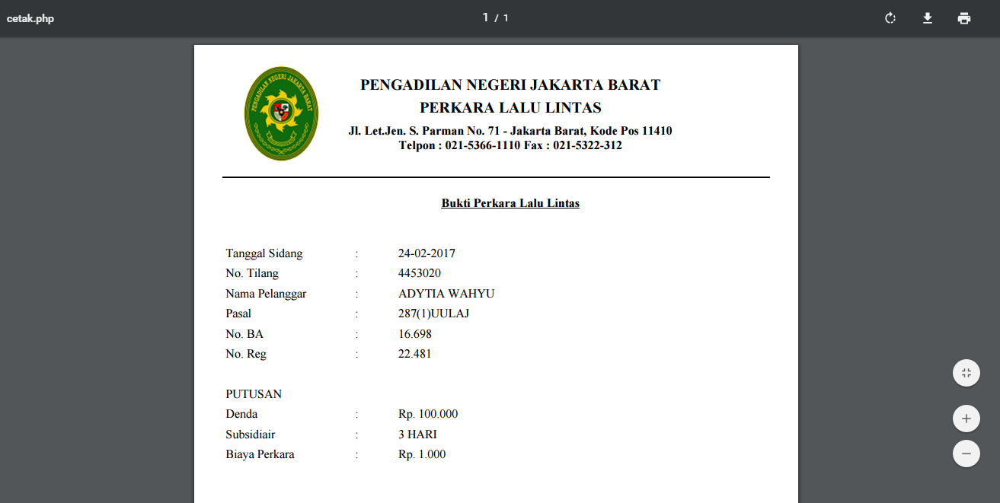 cetak.php
1 / 1
PENGADILAN NEGERI JAKARTA BARAT
PENGADILAN NEGERI JAKARTA BARAT
PERKARA LALU LINTAS
Jl. Let.Jen. S. Parman No. 71 - Jakarta Barat, Kode Pos 11410
Telpon : 021-5366-1110 Fax : 021-5322-312
Bukti Perkara Lalu Lintas
Tanggal Sidang : 24-02-2017
No. Tilang : 4453020
Nama Pelanggar : ADYTIA WAHYU
Pasal : 287(1)UULAJ
No. BA : 16.698
No. Reg : 22.481
PUTUSAN
Denda : Rp. 100.000
Subsidiair : 3 HARI
Biaya Perkara : Rp. 1.000